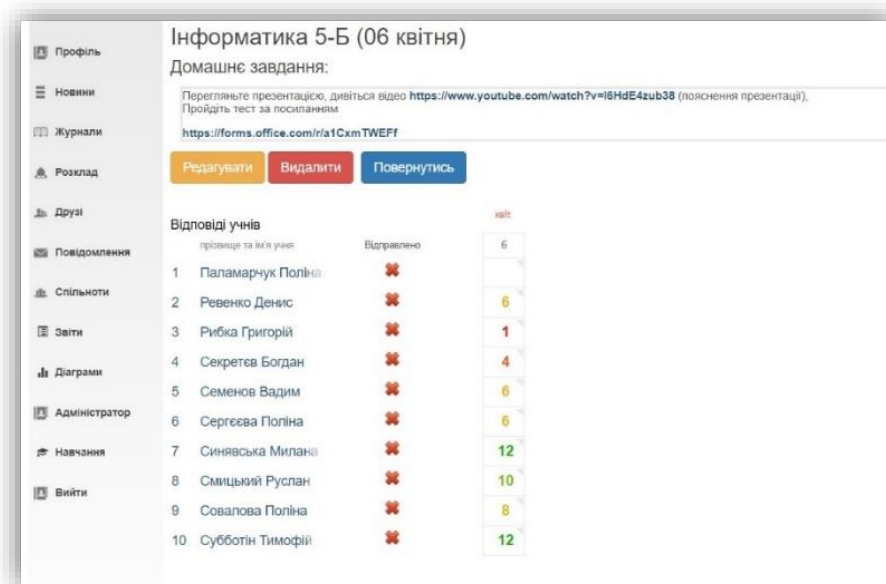 Профіль
Новини
Журнали
Розклад
Друзі
Повідомлення
Спільноти
Звіти
Діаграми
Адміністратор
Навчання
Вийти
Інформатика 5-Б (06 квітня)
Домашнє завдання:
Перегляньте презентацією, дивіться відео https://www.youtube.com/watch?v=l6HdE4zub38 (пояснення презентації),
Пройдіть тест за посиланням
https://forms.office.com/r/a1CxmTWEFf
Редагувати Видалити Повернутись
квіт
Відповіді учнів
прізвище та ім'я учня Відправлено 6
1 Паламарчук Поліна
2 Ревенко Денис 6
3 Рибка Григорій 1
4 Секретєв Богдан 4
5 Семенов Вадим 6
6 Сергєєва Поліна 6
7 Синявська Милана 12
8 Смицький Руслан 10
9 Совалова Поліна 8
10 Субботін Тимофій 12